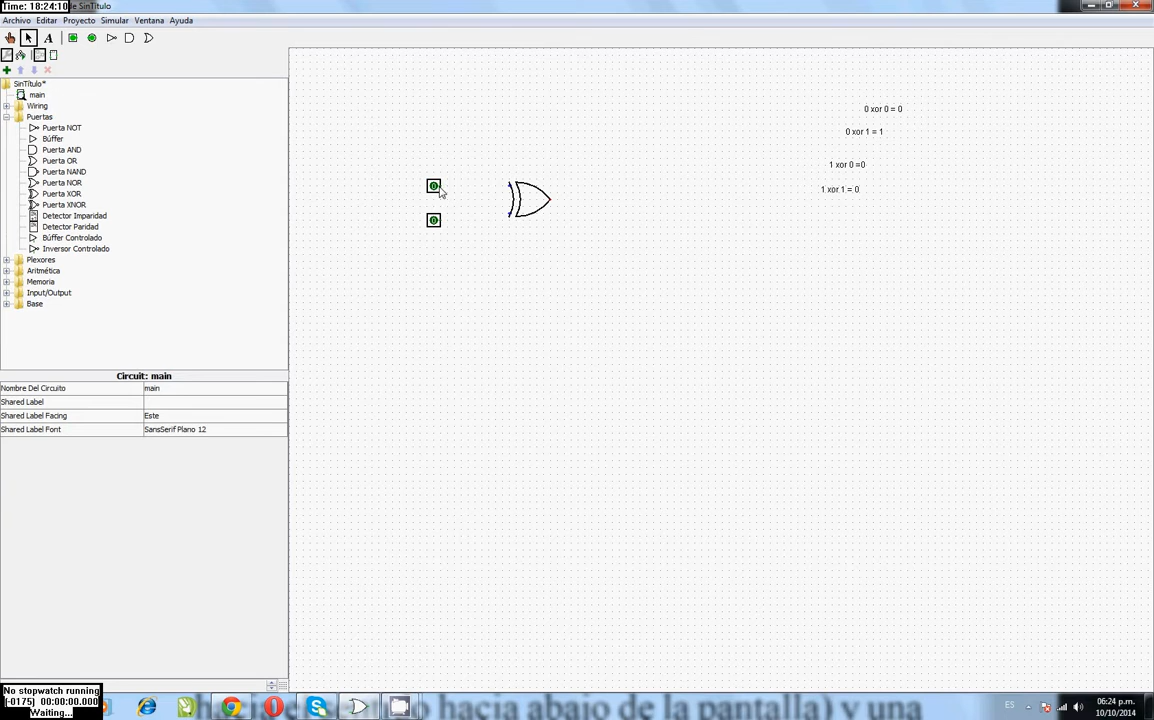 Time: 18:24:10
de SinTítulo
Archivo Editar Proyecto Simular Ventana Ayuda
A
SinTítulo*
main
Wiring
Puertas
Puerta NOT
Búffer
Puerta AND
Puerta OR
Puerta NAND
Puerta NOR
Puerta XOR
Puerta XNOR
Detector Imparidad
Detector Paridad
Búffer Controlado
Inversor Controlado
Plexores
Aritmética
Memoria
Input/Output
Base
Circuit: main
Nombre Del Circuito main
Shared Label
Shared Label Facing Este
Shared Label Font SansSerif Plano 12
0
0
0 xor 0 = 0
0 xor 1 = 1
1 xor 0 =0
1 xor 1 = 0
No stopwatch running
[-0175) 00:00:00.000
Waiting...
hacia abajo de la pantalla) y una
ES
06:24 p.m.
10/10/2014